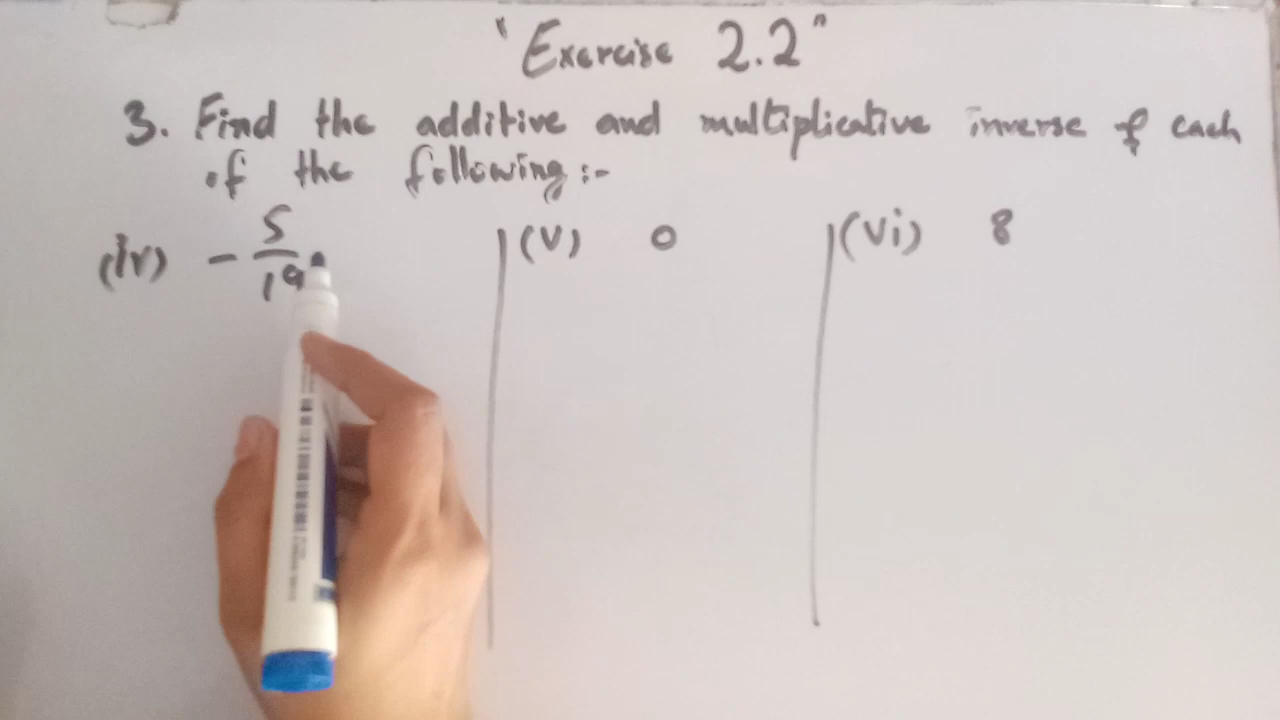 "Exercise 2.2"
3. Find the additive and multiplicative inverse of each
of the following :-
(iv) - 5/19
(v) 0
(vi) 8